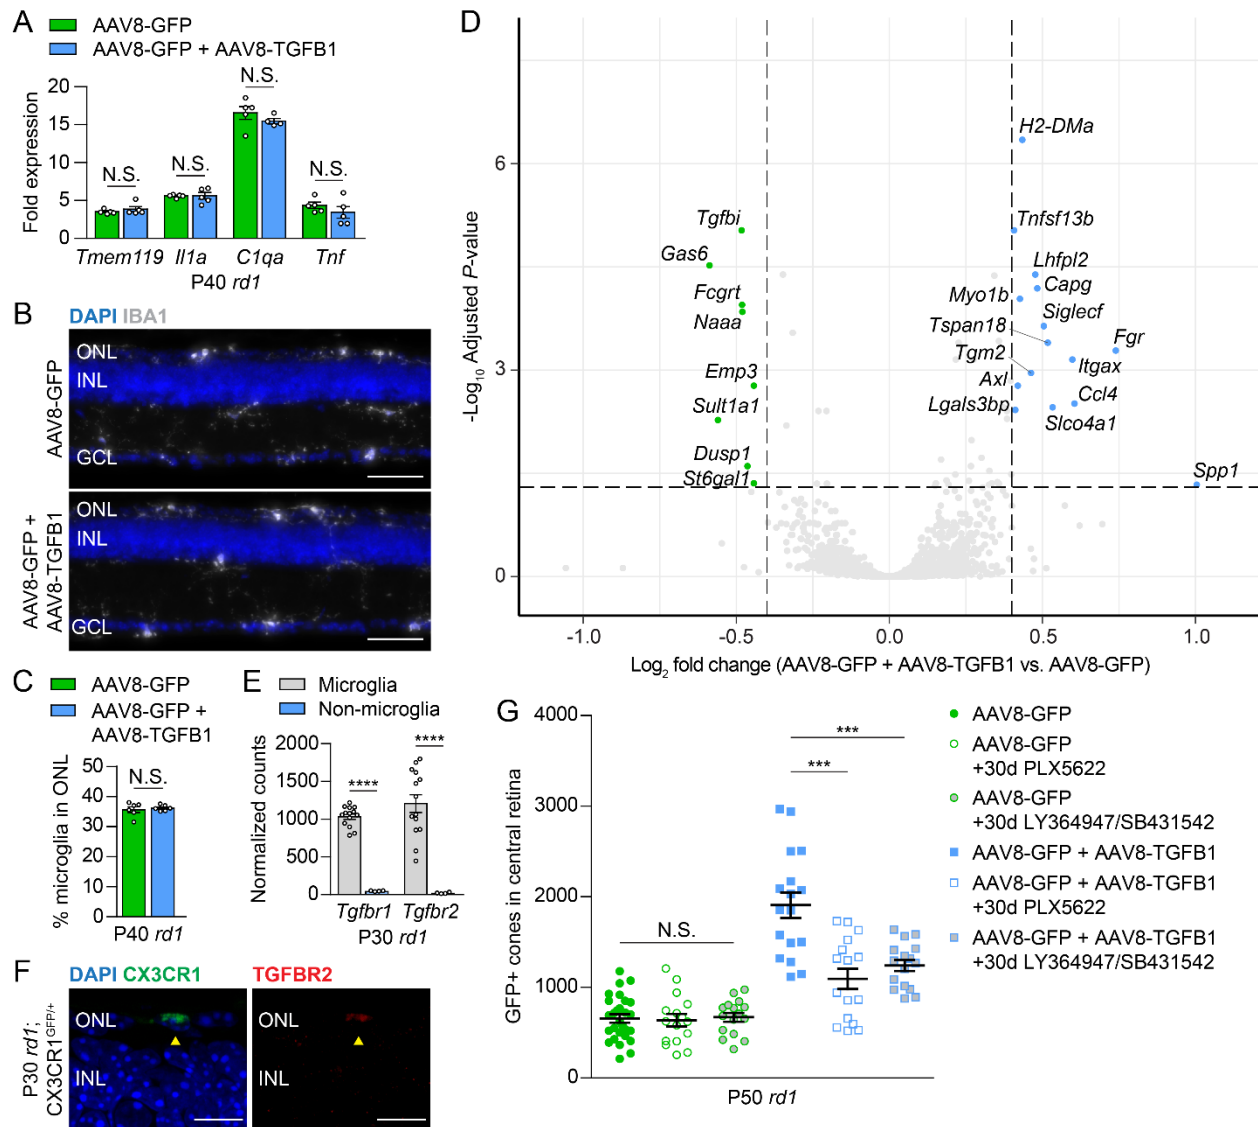 A
AAV8-GFP
AAV8-GFP + AAV8-TGFB1
Fold expression
20
15
10
5
0
N.S.
N.S.
N.S.
N.S.
Tmem119
Il1a
C1qa
Tnf
P40 rd1
B
DAPI IBA1
AAV8-GFP
ONL
INL
GCL
AAV8-GFP +
AAV8-TGFB1
ONL
INL
GCL
C
AAV8-GFP
AAV8-GFP +
AAV8-TGFB1
% microglia in ONL
50
40
30
20
10
0
N.S.
P40 rd1
D
-Log10 Adjusted P-value
6
3
0
H2-DMa
Tgfbi
Tnfsf13b
Gas6
Lhfpl2
Capg
Fcgrt
Myo1b
Naaa
Siglecf
Tspan18
Fgr
Tgm2
Itgax
Emp3
Axl
Ccl4
Sult1a1
Lgals3bp
Slco4a1
Dusp1
St6gal1
Spp1
-1.0
-0.5
0.0
0.5
1.0
Log2 fold change (AAV8-GFP + AAV8-TGFB1 vs. AAV8-GFP)
E
Microglia
Non-microglia
Normalized counts
2000
1500
1000
500
0
****
****
Tgfbr1
Tgfbr2
P30 rd1
F
DAPI CX3CR1
TGFBR2
P30 rd1;
CX3CR1GFP/+
ONL
INL
ONL
INL
G
GFP+ cones in central retina
4000
3000
2000
1000
0
N.S.
***
***
P50 rd1
AAV8-GFP
AAV8-GFP
+30d PLX5622
AAV8-GFP
+30d LY364947/SB431542
AAV8-GFP + AAV8-TGFB1
AAV8-GFP + AAV8-TGFB1
+30d PLX5622
AAV8-GFP + AAV8-TGFB1
+30d LY364947/SB431542